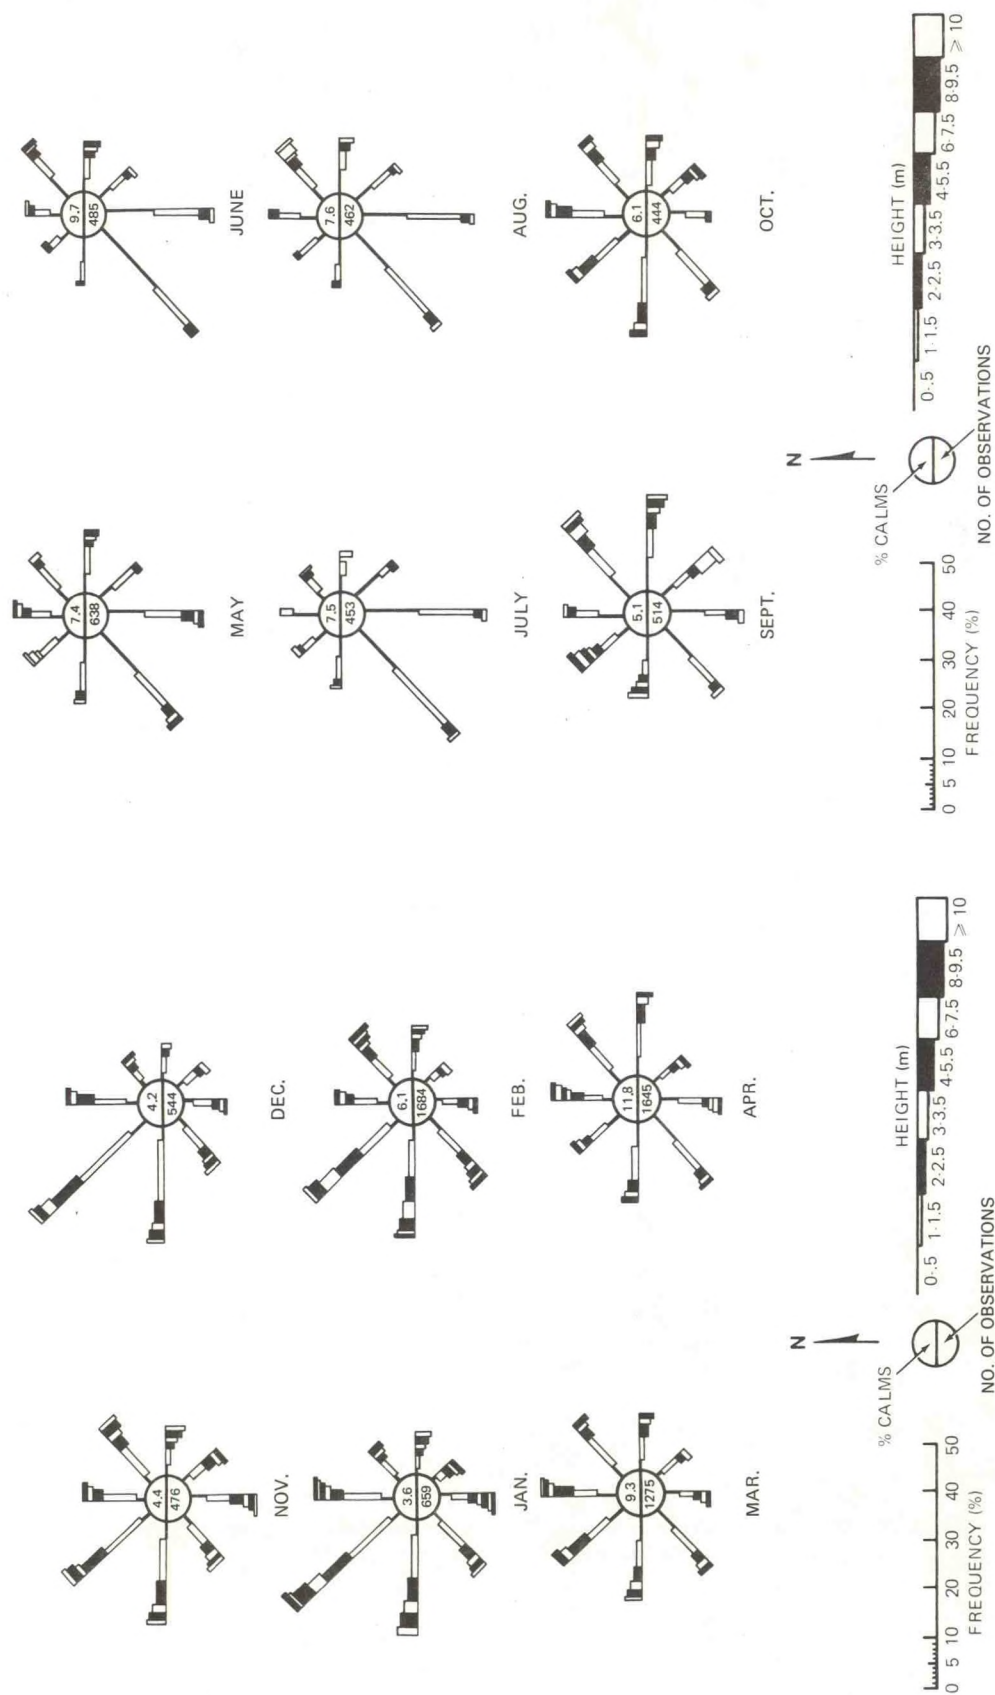 4.4
476
NOV.
4.2
544
DEC.
3.6
659
JAN.
6.1
1684
FEB.
9.3
1275
MAR.
11.8
1645
APR.
N
% CALMS
NO. OF OBSERVATIONS
0 5 10 20 30 40 50
FREQUENCY (%)
HEIGHT (m)
0-.5 1-1.5 2-2.5 3-3.5 4-5.5 6-7.5 8-9.5 ⩾ 10
7.4
638
MAY
9.7
485
JUNE
7.5
453
JULY
7.6
462
AUG.
5.1
514
SEPT.
6.1
444
OCT.
N
% CALMS
NO. OF OBSERVATIONS
0 5 10 20 30 40 50
FREQUENCY (%)
HEIGHT (m)
0-.5 1-1.5 2-2.5 3-3.5 4-5.5 6-7.5 8-9.5 ⩾ 10